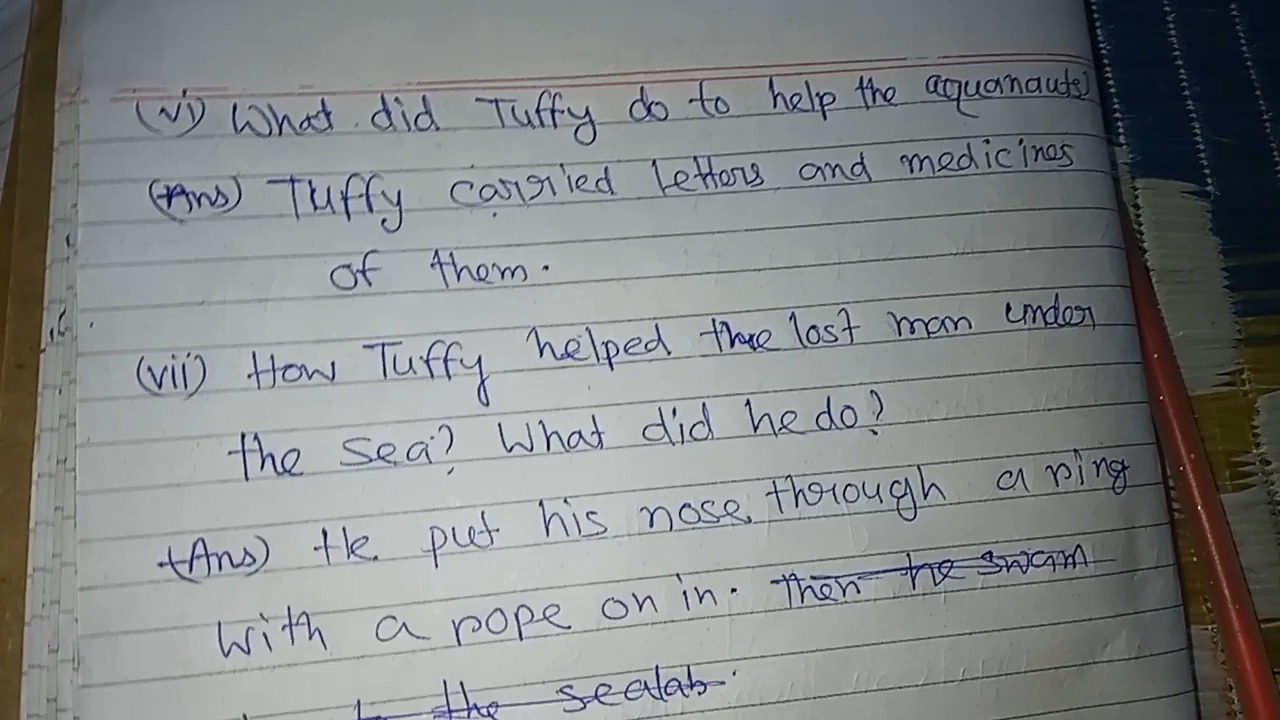 (vi) What did Tuffy do to help the aquanauts)
(Ans) Tuffy carried letters and medicines
of them.
(vii) How Tuffy helped the lost man under
the sea? What did he do?
(Ans) He put his nose through a ring
with a rope on in. then he swam
the sealab.